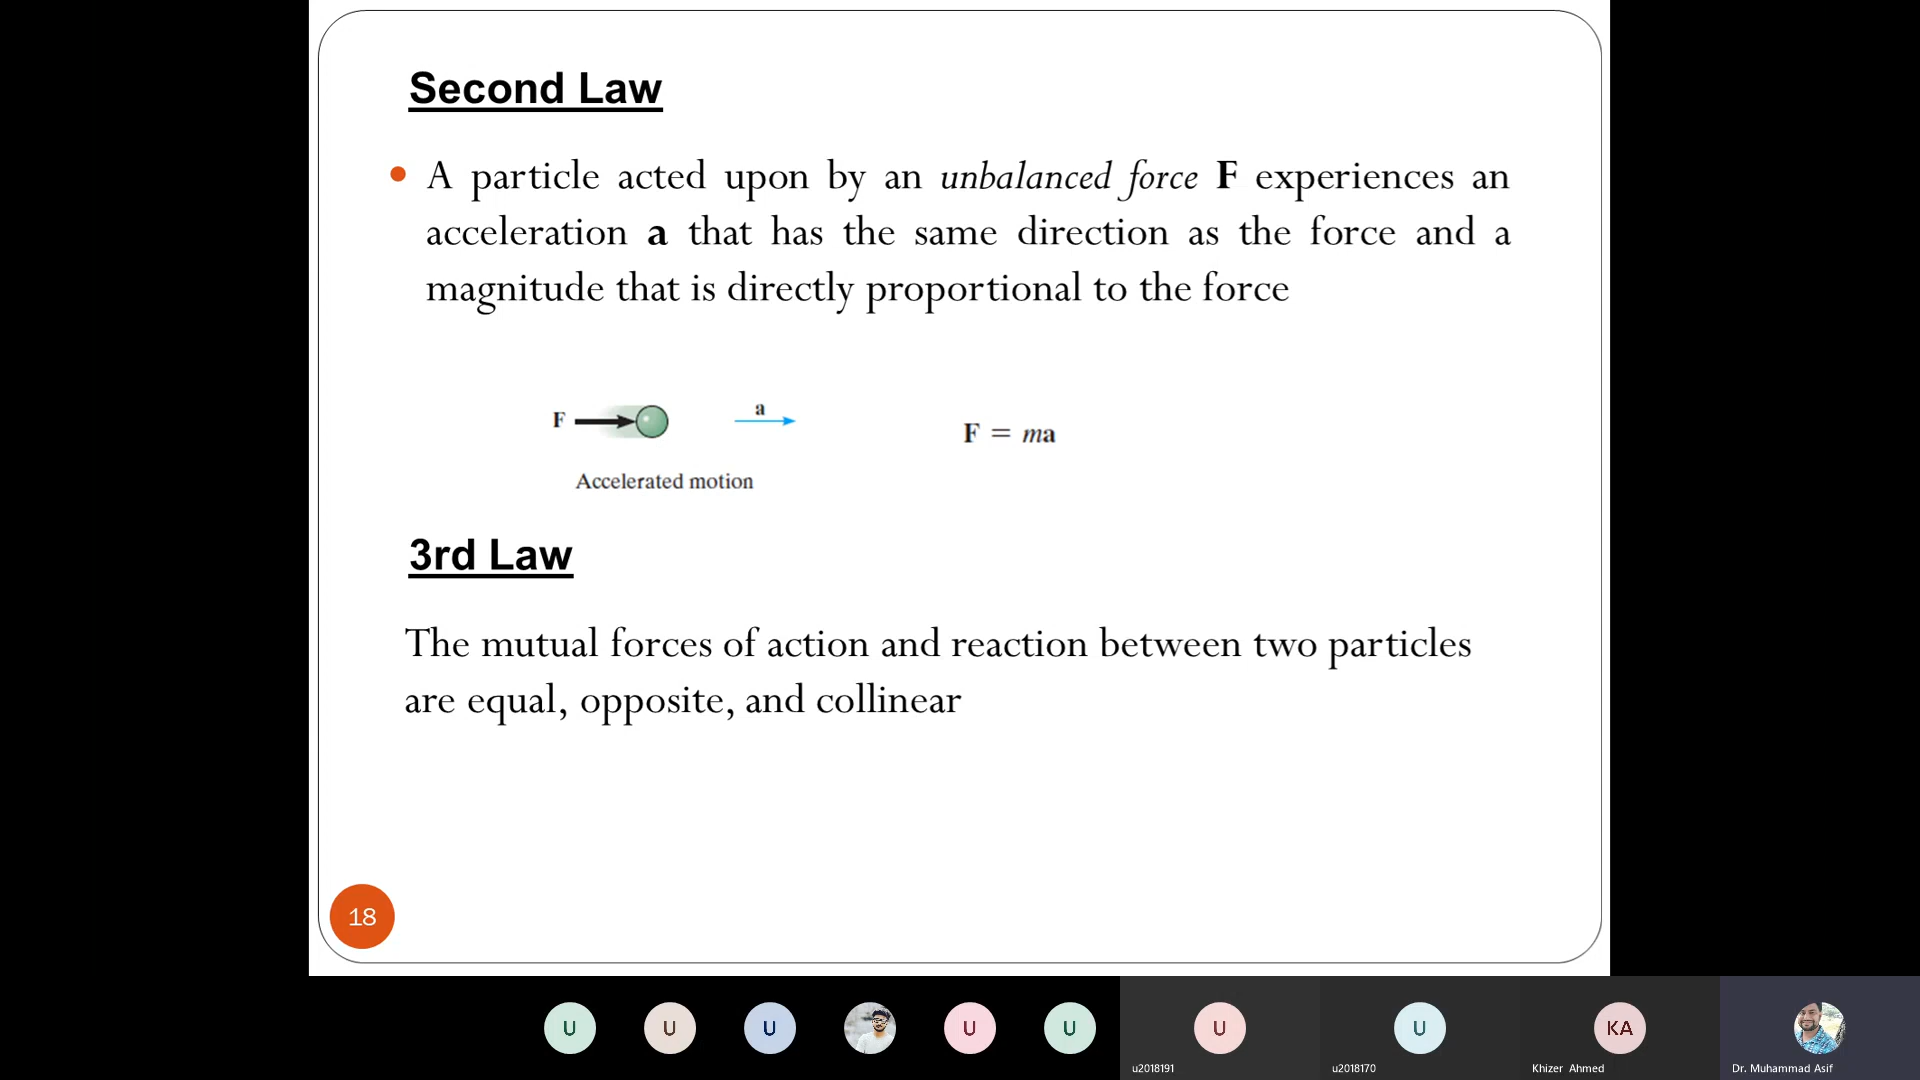 Second Law
• A particle acted upon by an unbalanced force F experiences an
acceleration a that has the same direction as the force and a
magnitude that is directly proportional to the force
F
a
F = ma
Accelerated motion
3rd Law
The mutual forces of action and reaction between two particles
are equal, opposite, and collinear
18
U
U
U
U
U
U
U
KA
u2018191
u2018170
Khizer Ahmed
Dr. Muhammad Asif